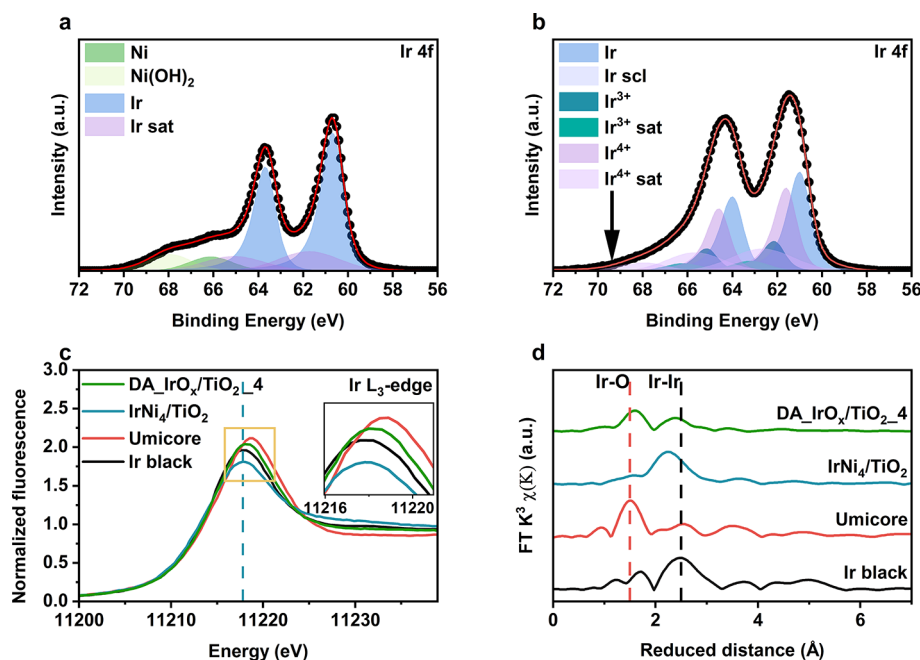 a
Ir 4f
Ni
Ni(OH)₂
Ir
Ir sat
Intensity (a.u.)
72 70 68 66 64 62 60 58 56
Binding Energy (eV)
b
Ir 4f
Ir
Ir scl
Ir³⁺
Ir³⁺ sat
Ir⁴⁺
Ir⁴⁺ sat
Intensity (a.u.)
72 70 68 66 64 62 60 58 56
Binding Energy (eV)
c
3.0
2.5
2.0
1.5
1.0
0.5
0.0
Normalized fluorescence
DA_IrOₓ/TiO₂_4
IrNi₄/TiO₂
Umicore
Ir black
Ir L₃-edge
11216 11220
11200 11210 11220 11230
Energy (eV)
d
Ir-O Ir-Ir
DA_IrOₓ/TiO₂_4
IrNi₄/TiO₂
Umicore
Ir black
FT K³ χ(K) (a.u.)
0 2 4 6
Reduced distance (Å)